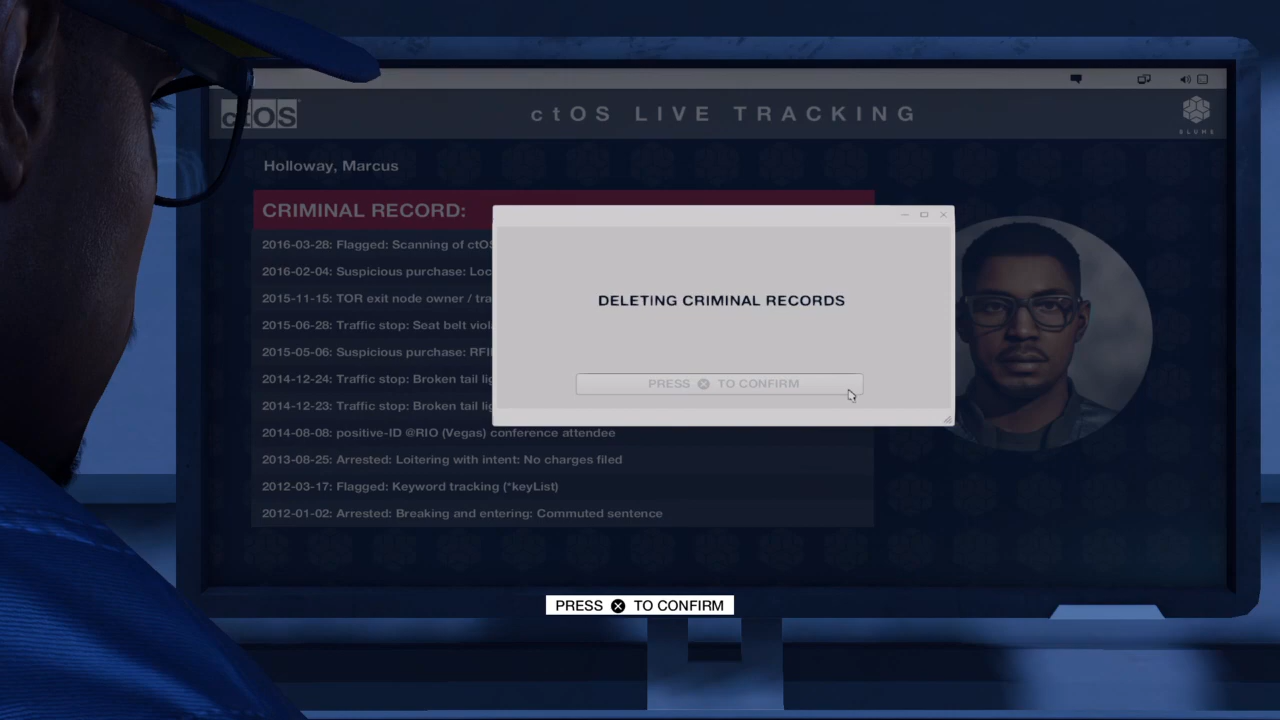 ctOS
ctOS LIVE TRACKING
BLUME
Holloway, Marcus
CRIMINAL RECORD:
2016-03-28: Flagged: Scanning of ctOS
2016-02-04: Suspicious purchase: Loc
2015-11-15: TOR exit node owner / tra
2015-06-28: Traffic stop: Seat belt viol
2015-05-06: Suspicious purchase: RFI
2014-12-24: Traffic stop: Broken tail lig
2014-12-23: Traffic stop: Broken tail lig
2014-08-08: positive-ID @RIO (Vegas) conference attendee
2013-08-25: Arrested: Loitering with intent: No charges filed
2012-03-17: Flagged: Keyword tracking (*keyList)
2012-01-02: Arrested: Breaking and entering: Commuted sentence
DELETING CRIMINAL RECORDS
PRESS ⊗ TO CONFIRM
PRESS ⊗ TO CONFIRM